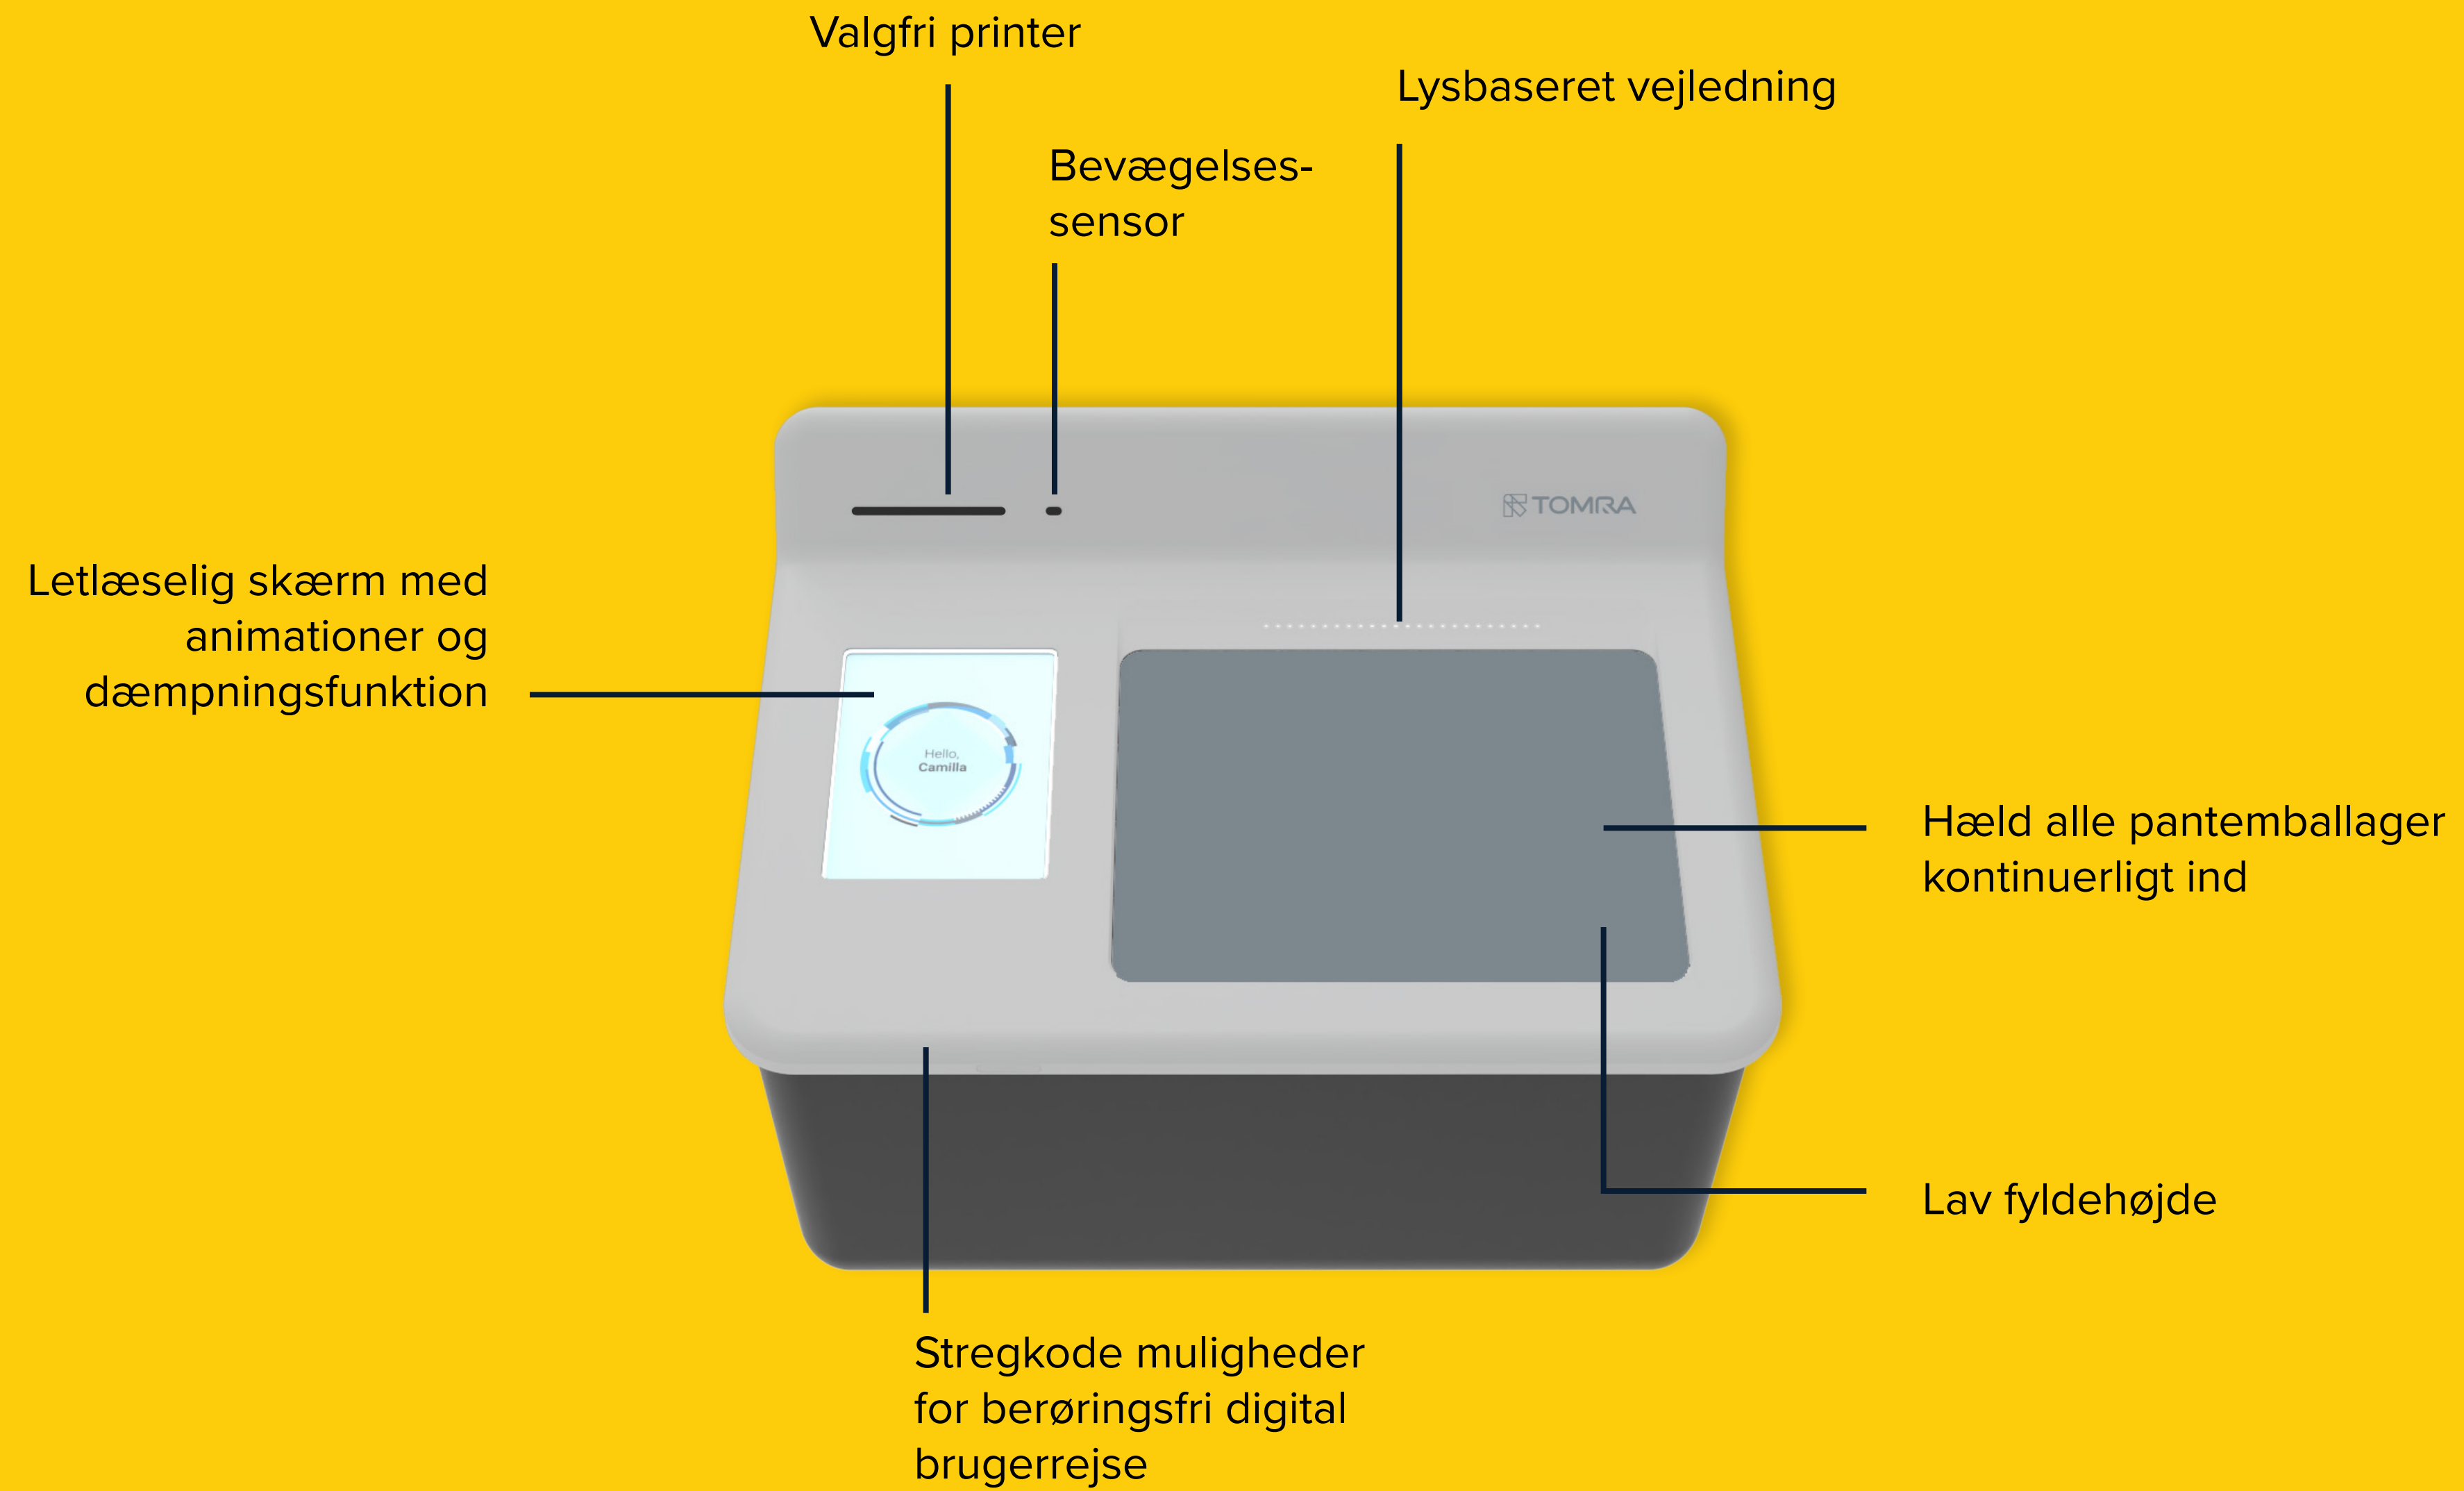 Valgfri printer
Lysbaseret vejledning
Bevægelses-
sensor
TOMRA
Letlæselig skærm med
animationer og
dæmpningsfunktion
Hello,
Camilla
Hæld alle pantemballager
kontinuerligt ind
Lav fyldehøjde
Stregkode muligheder
for berøringsfri digital
brugerrejse